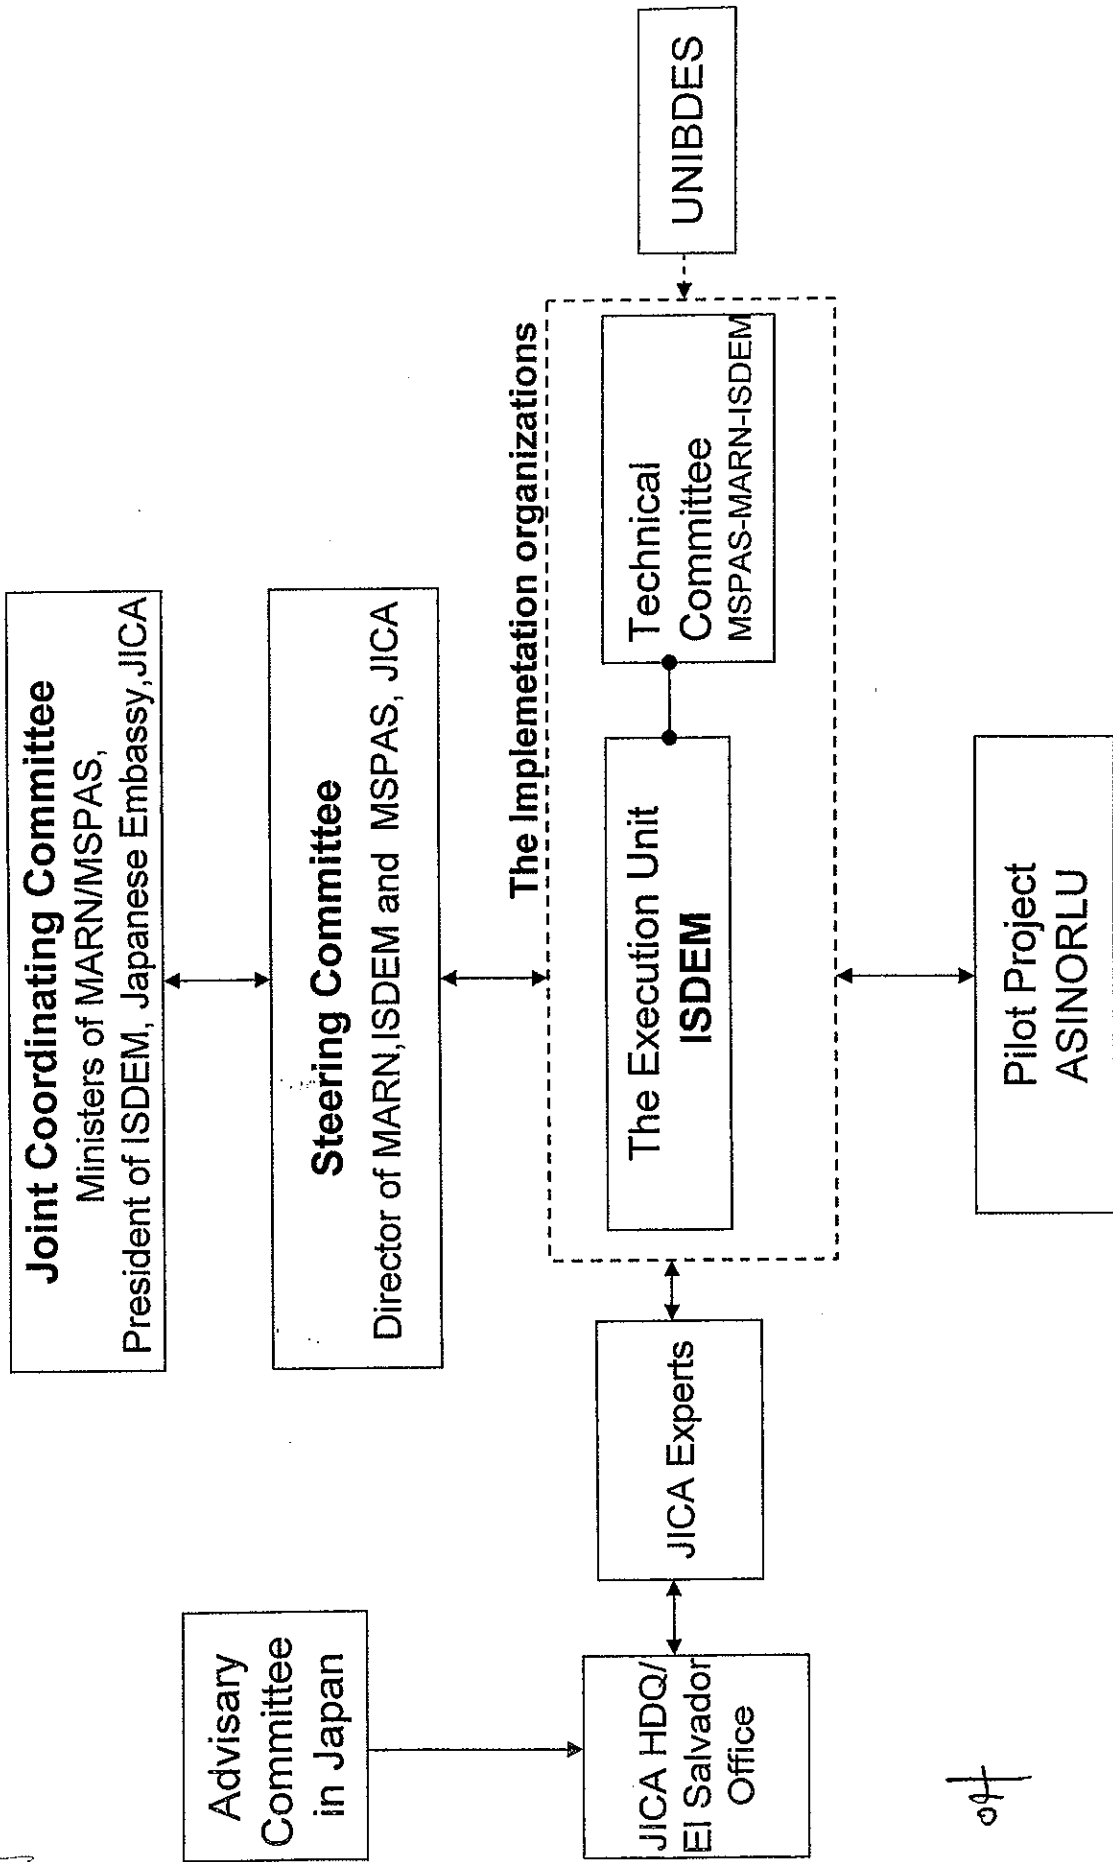 Joint Coordinating Committee
Ministers of MARN/MSPAS,
President of ISDEM, Japanese Embassy,JICA
Steering Committee
Director of MARN,ISDEM and MSPAS, JICA
The Implemetation organizations
Advisary
Committee
in Japan
JICA HDQ/
El Salvador
Office
JICA Experts
The Execution Unit
ISDEM
Technical
Committee
MSPAS-MARN-ISDEM
UNIBDES
Pilot Project
ASINORLU